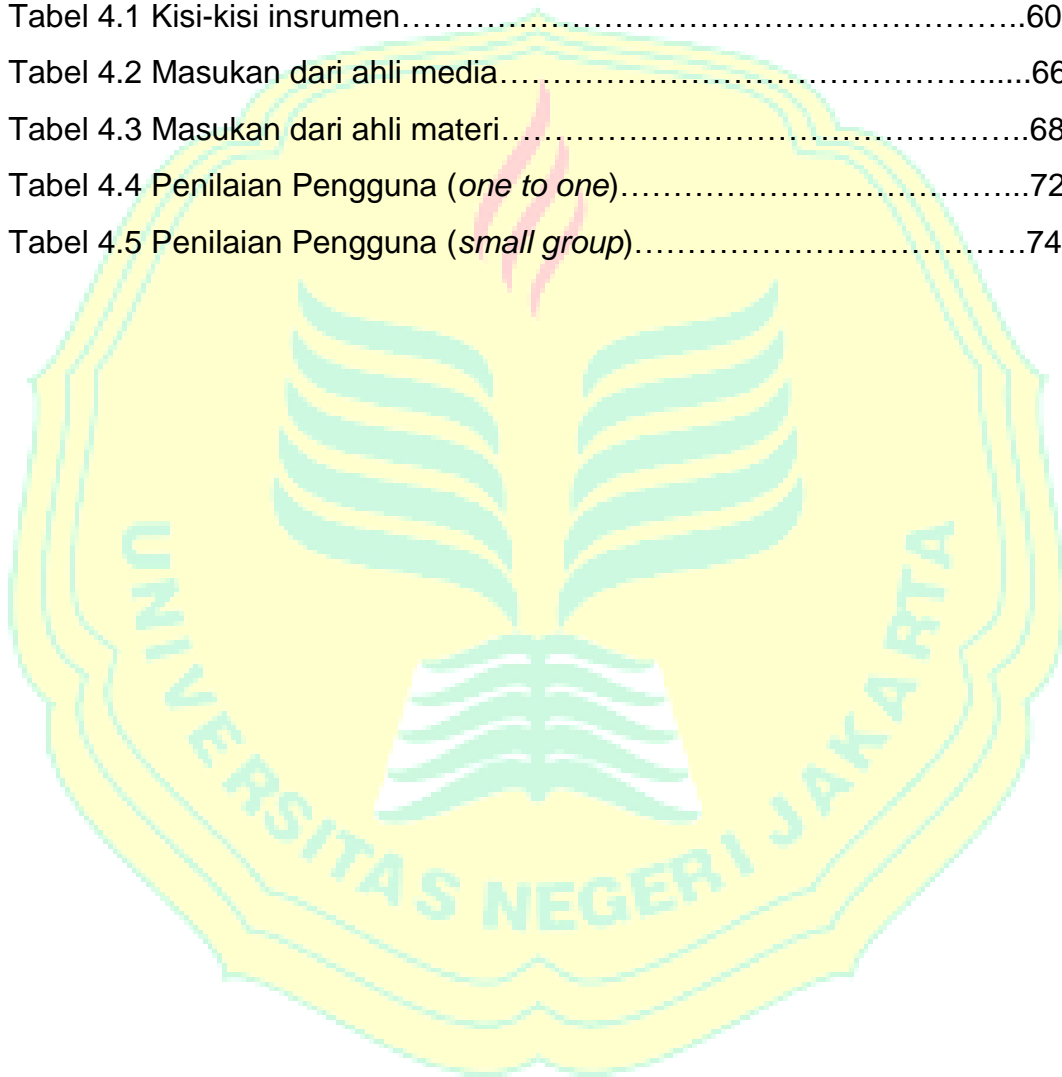 Tabel 4.1 Kisi-kisi insrumen…………………………………………………………….60
Tabel 4.2 Masukan dari ahli media……………………………………………......66
Tabel 4.3 Masukan dari ahli materi………………………………………………….68
Tabel 4.4 Penilaian Pengguna (one to one)…………………………………...72
Tabel 4.5 Penilaian Pengguna (small group)……………………………….74
UNIVERSITAS NEGERI JAKARTA